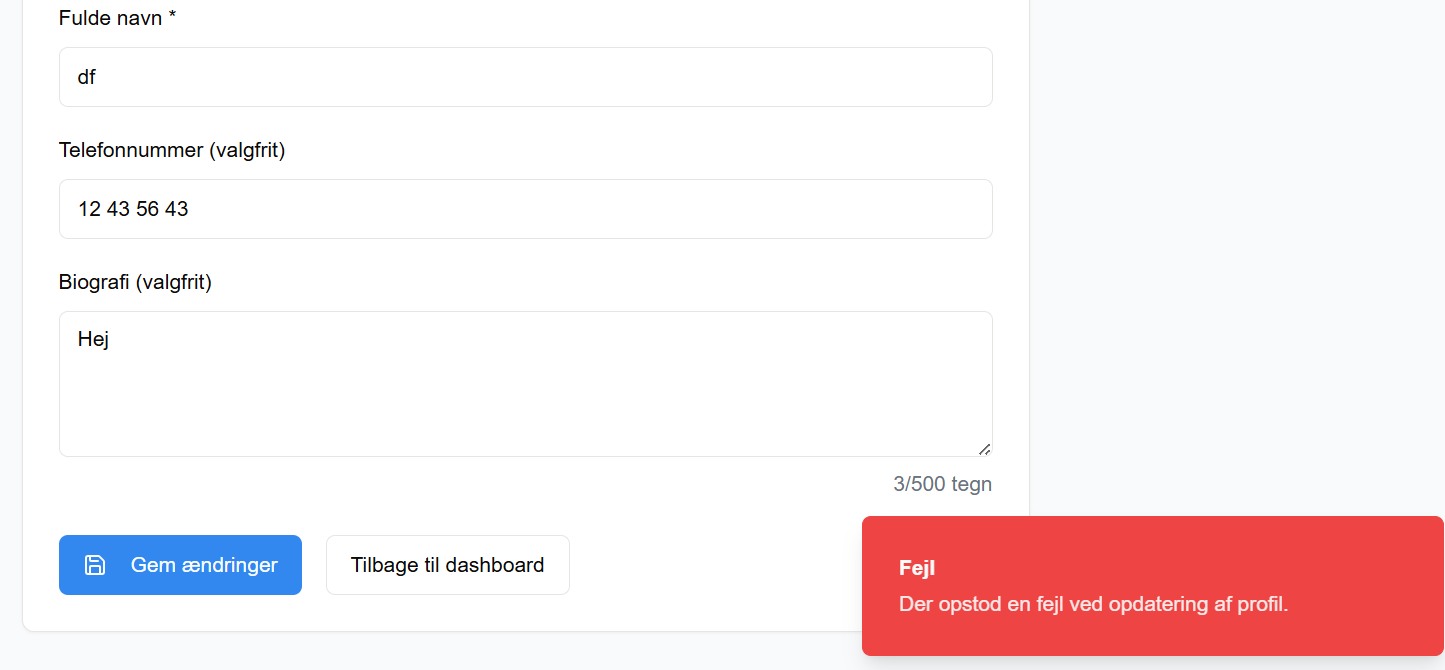 Fulde navn *
df
Telefonnummer (valgfrit)
12 43 56 43
Biografi (valgfrit)
Hej
3/500 tegn
Gem ændringer
Tilbage til dashboard
Fejl
Der opstod en fejl ved opdatering af profil.